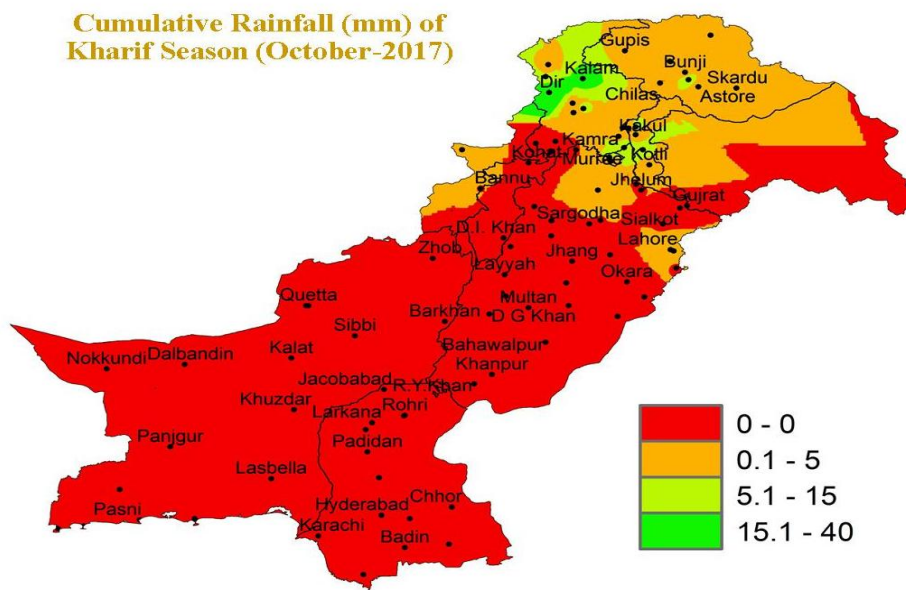 Cumulative Rainfall (mm) of
Kharif Season (October-2017)
Gupis
Bunji
Kalam
Skardu
Dir
Chilas
Astore
Kakul
Kamra
Kohat
Murree
Kotli
Bannu
Jhelum
Gujrat
Sargodha
Sialkot
D.I. Khan
Lahore
Zhob
Jhang
Layyah
Okara
Quetta
Multan
Barkhan
D G Khan
Sibbi
Bahawalpur
Kalat
Nokkundi
Dalbandin
Khanpur
Jacobabad
R.Y.Khan
Khuzdar
Larkana
Rohri
Panjgur
Padidan
Lasbella
Pasni
Hyderabad
Chhor
Karachi
Badin
0 - 0
0.1 - 5
5.1 - 15
15.1 - 40